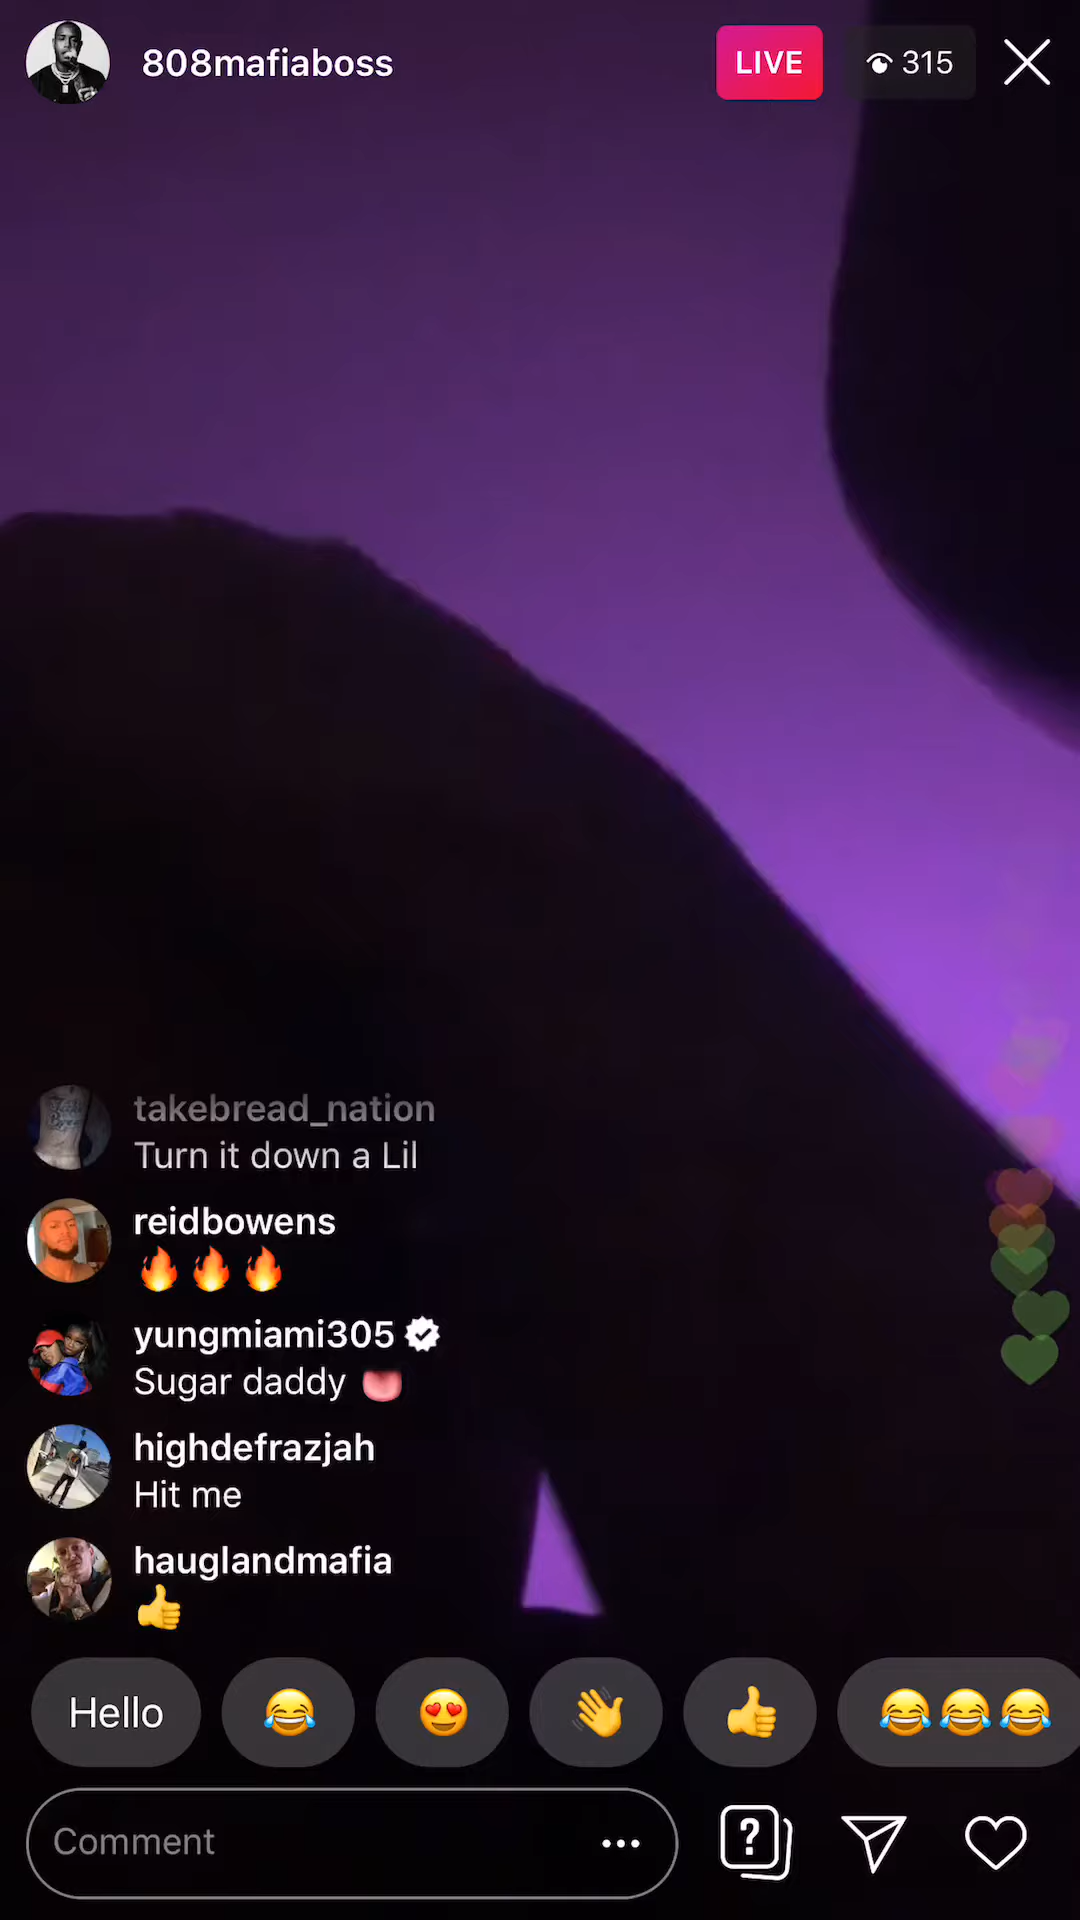 808mafiaboss
LIVE
315
takebread_nation
Turn it down a Lil
reidbowens
🔥🔥🔥
yungmiami305
Sugar daddy 👅
highdefrazjah
Hit me
hauglandmafia
👍
Hello 😂 😍 👋 👍 😂😂😂
Comment